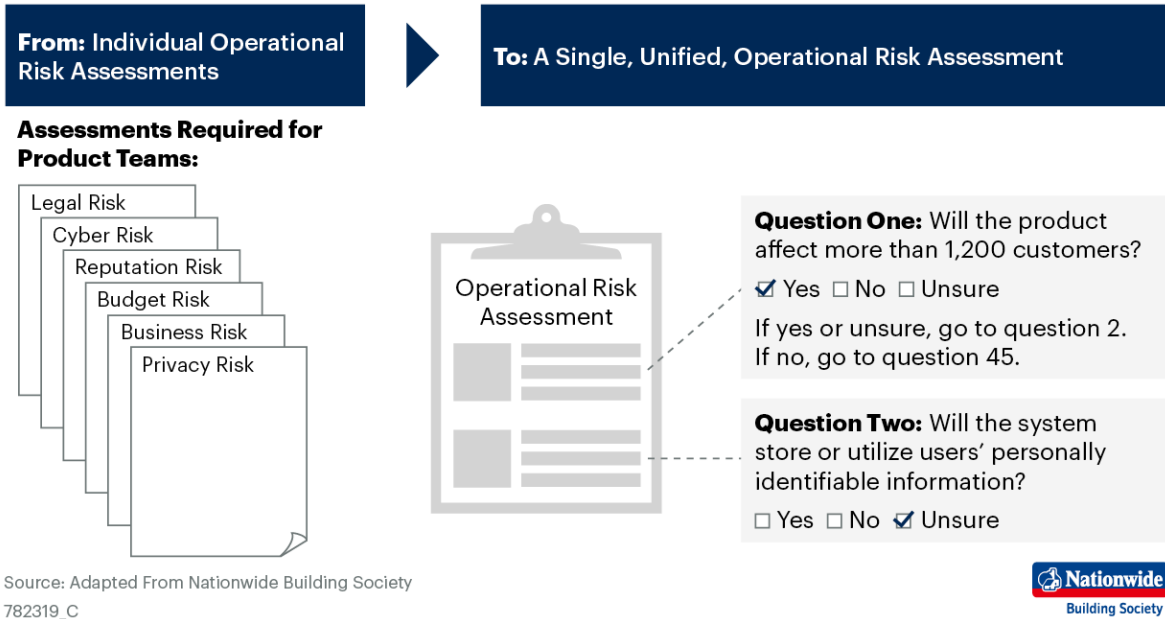 From: Individual Operational
Risk Assessments
To: A Single, Unified, Operational Risk Assessment
Assessments Required for
Product Teams:
Legal Risk
Cyber Risk
Reputation Risk
Budget Risk
Business Risk
Privacy Risk
Operational Risk
Assessment
Question One: Will the product
affect more than 1,200 customers?
Yes No Unsure
If yes or unsure, go to question 2.
If no, go to question 45.
Question Two: Will the system
store or utilize users’ personally
identifiable information?
Yes No Unsure
Source: Adapted From Nationwide Building Society
782319_C
Nationwide
Building Society